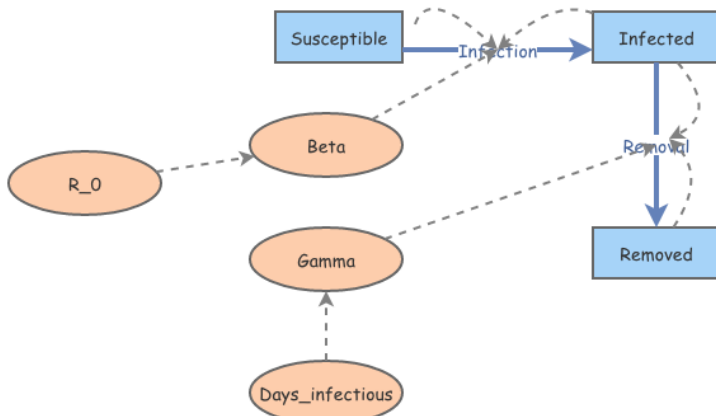 Susceptible
Infection
Infected
Beta
Removal
R_0
Gamma
Removed
Days_infectious